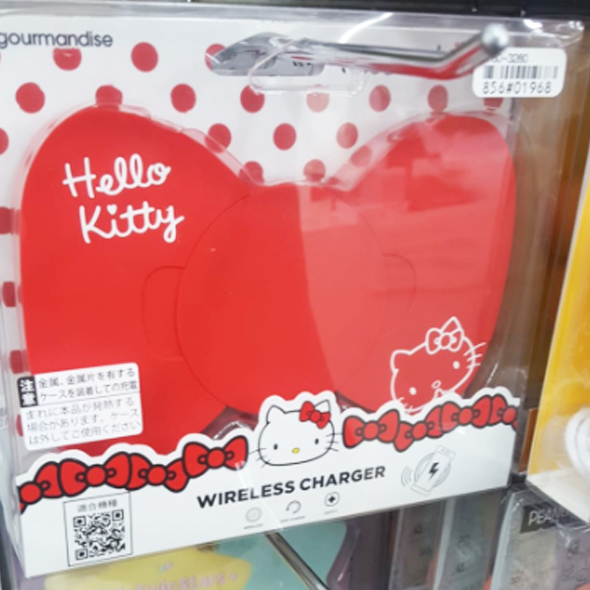 gourmandise
856#01968
Hello
Kitty
注意
金属、金属片を有する
ケースを装着しての充電
まれに本品が発熱する
場合があります。ケース
は外してご使用ください
適合機種
WIRELESS CHARGER
PEAN